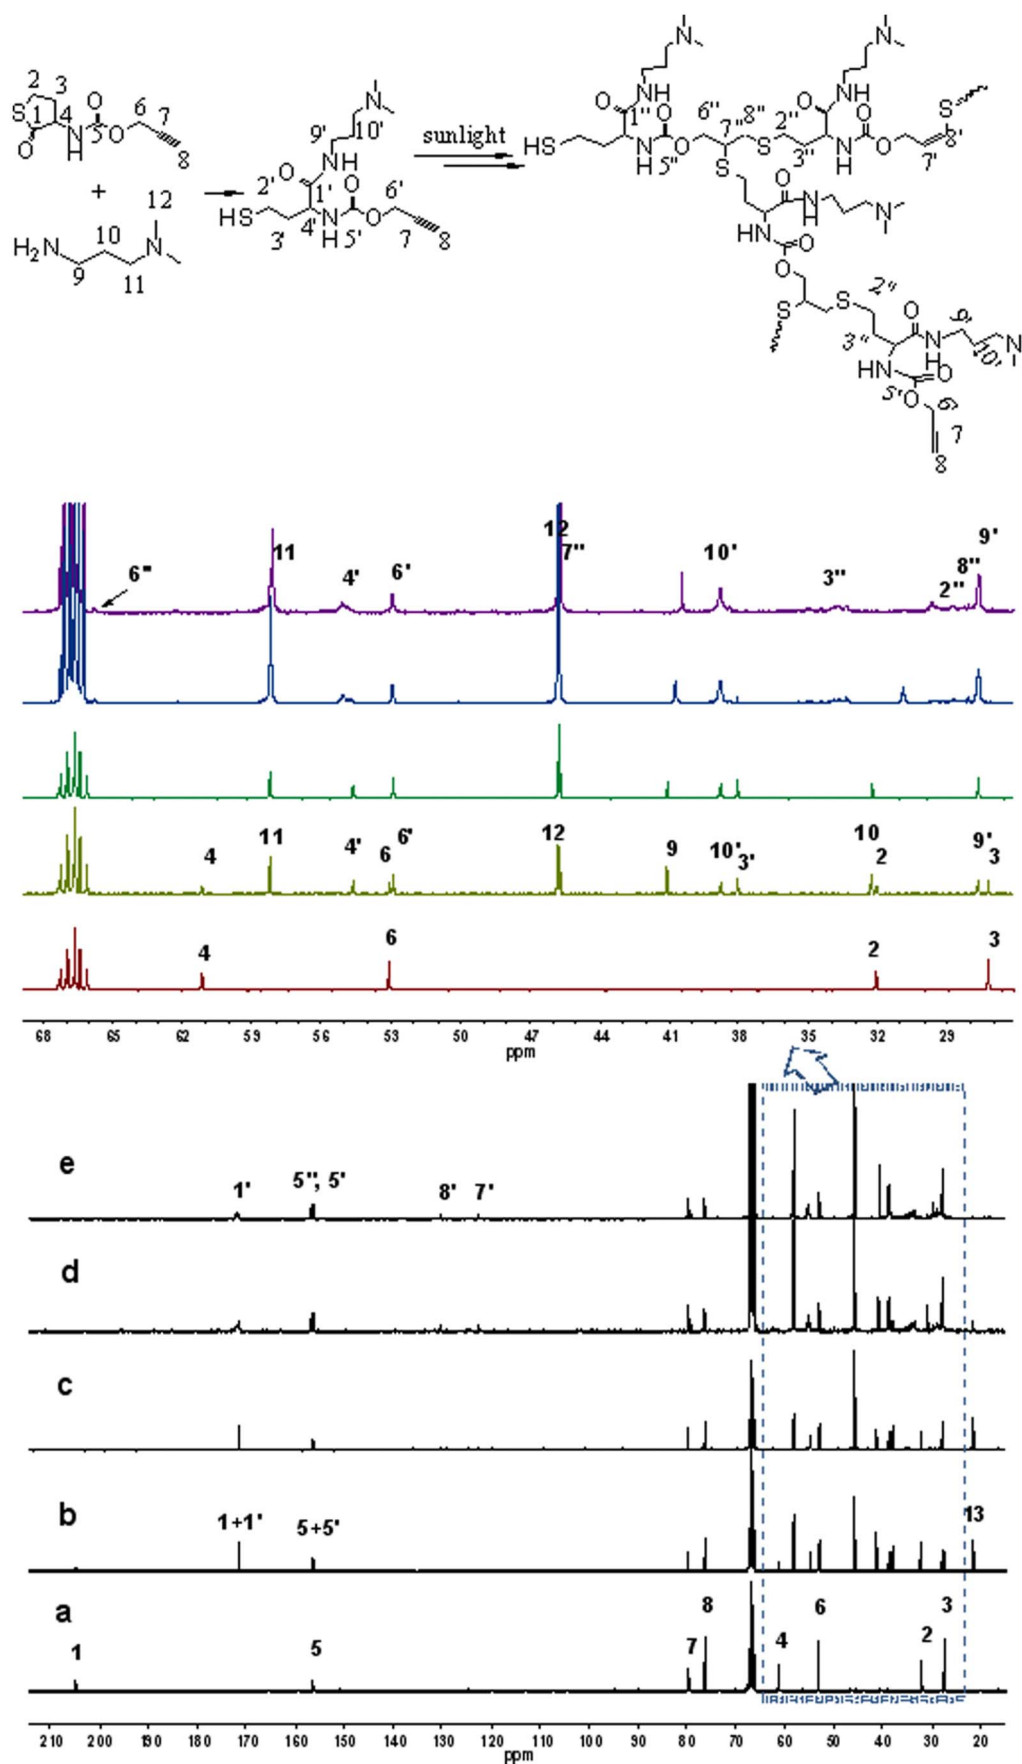 2
3
S
1
4
O
NH
O
5
O
6
7
8
+
12
H₂N
10
N
9
11
N
9'
10'
NH
O
2'
1'
O
6'
HS
3'
4'
N
H
5'
O
7
8
sunlight
N
N
NH
NH
O
1"
O
6"
8"
2"
O
O
S
HS
N
H
5"
O
7"
S
3"
N
H
O
7'
8'
S
O
N
H
N
HN
O
O
S
S
2"
3"
O
N
H
9'
10'
N
HN
O
5'
O
6'
7
8
6"
11
4'
6'
12
7"
10'
3"
2"
8"
9'
4
11
4'
6
6'
12
9
10'
3'
10
2
9'
3
4
6
2
3
68 65 62 59 56 53 50 47 44 41 38 35 32 29
ppm
e
1'
5", 5'
8'
7'
d
c
b
1+1'
5+5'
13
a
1
5
7
8
4
6
2
3
210 200 190 180 170 160 150 140 130 120 110 100 90 80 70 60 50 40 30 20
ppm